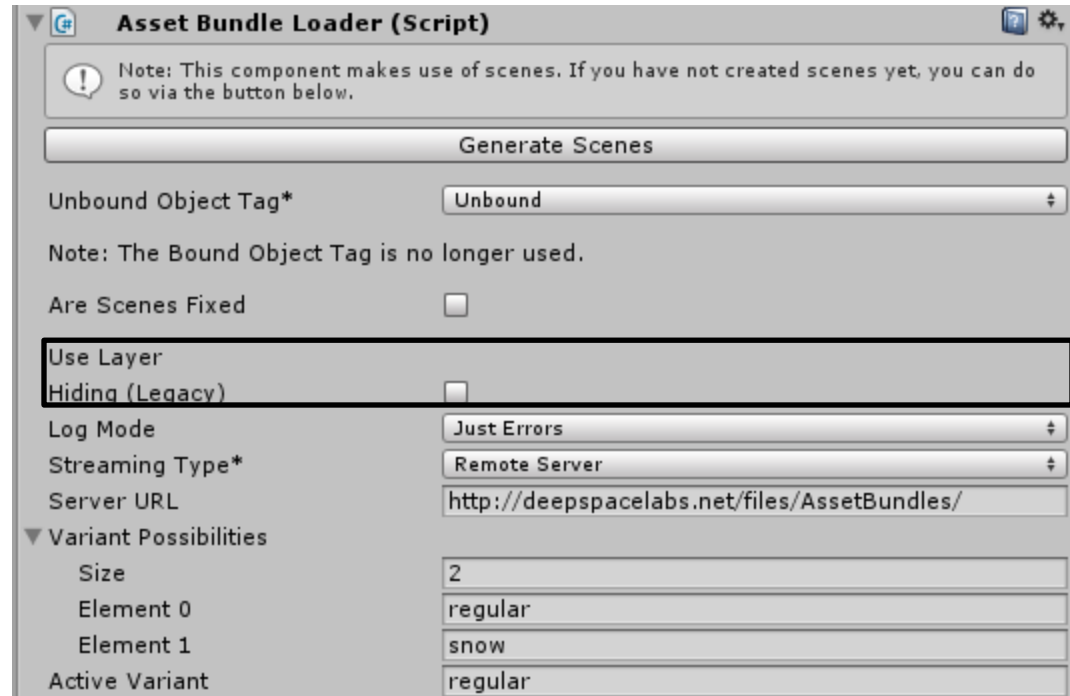 Asset Bundle Loader (Script)
Note: This component makes use of scenes. If you have not created scenes yet, you can do
so via the button below.
Generate Scenes
Unbound Object Tag* Unbound
Note: The Bound Object Tag is no longer used.
Are Scenes Fixed
Use Layer
Hiding (Legacy)
Log Mode Just Errors
Streaming Type* Remote Server
Server URL http://deepspacelabs.net/files/AssetBundles/
Variant Possibilities
Size 2
Element 0 regular
Element 1 snow
Active Variant regular